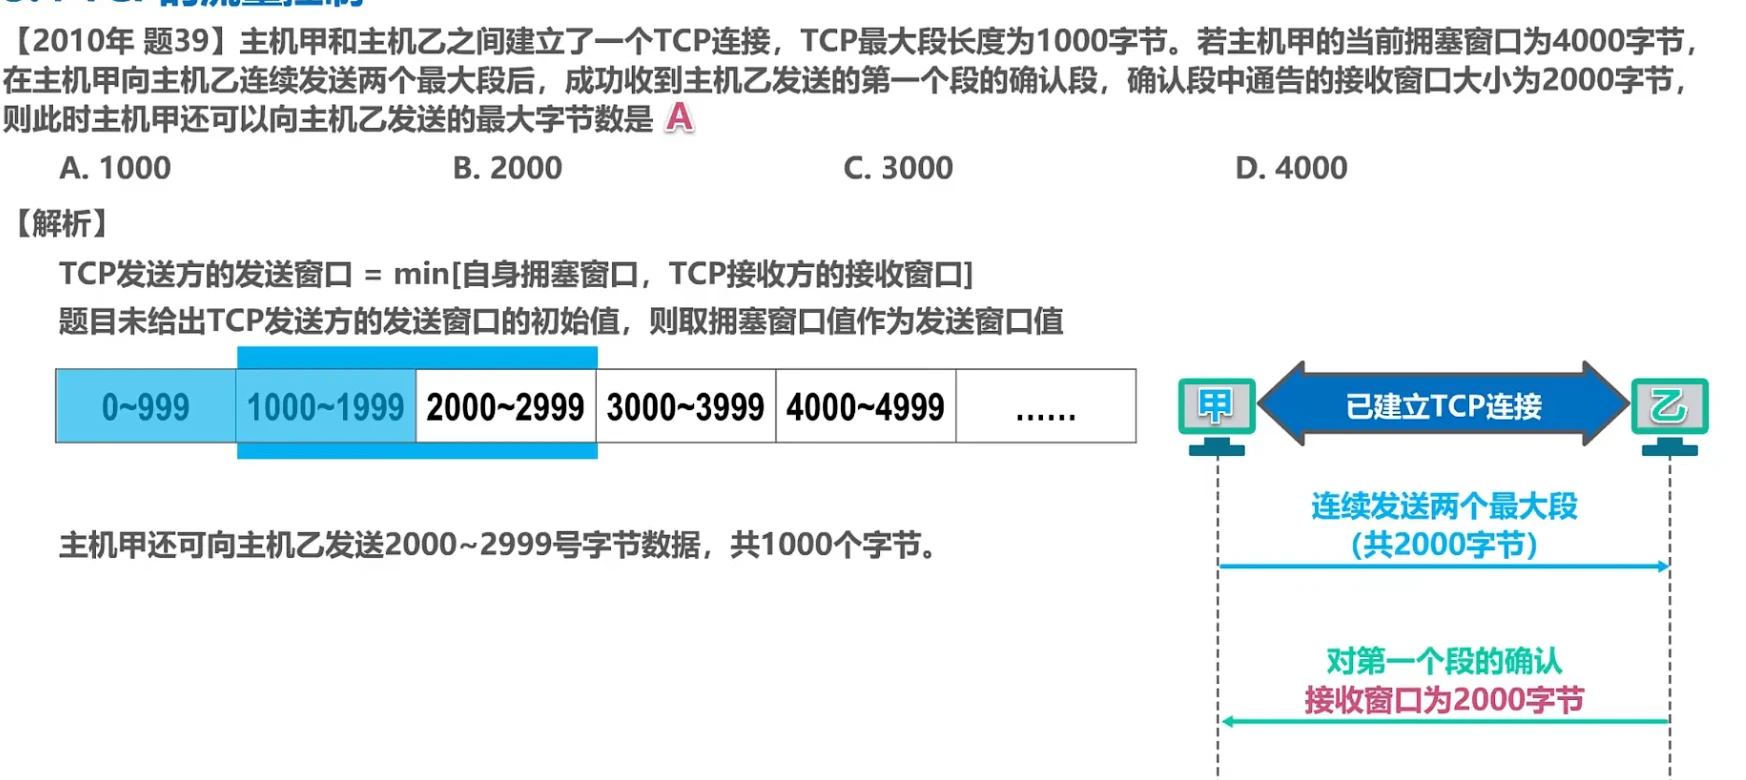 【2010年 题39】主机甲和主机乙之间建立了一个TCP连接，TCP最大段长度为1000字节。若主机甲的当前拥塞窗口为4000字节，
在主机甲向主机乙连续发送两个最大段后，成功收到主机乙发送的第一个段的确认段，确认段中通告的接收窗口大小为2000字节，
则此时主机甲还可以向主机乙发送的最大字节数是 A
A. 1000 B. 2000 C. 3000 D. 4000
【解析】
TCP发送方的发送窗口 = min[自身拥塞窗口，TCP接收方的接收窗口]
题目未给出TCP发送方的发送窗口的初始值，则取拥塞窗口值作为发送窗口值
0~999 1000~1999 2000~2999 3000~3999 4000~4999 ……
甲 已建立TCP连接 乙
连续发送两个最大段
（共2000字节）
主机甲还可向主机乙发送2000~2999号字节数据，共1000个字节。
对第一个段的确认
接收窗口为2000字节